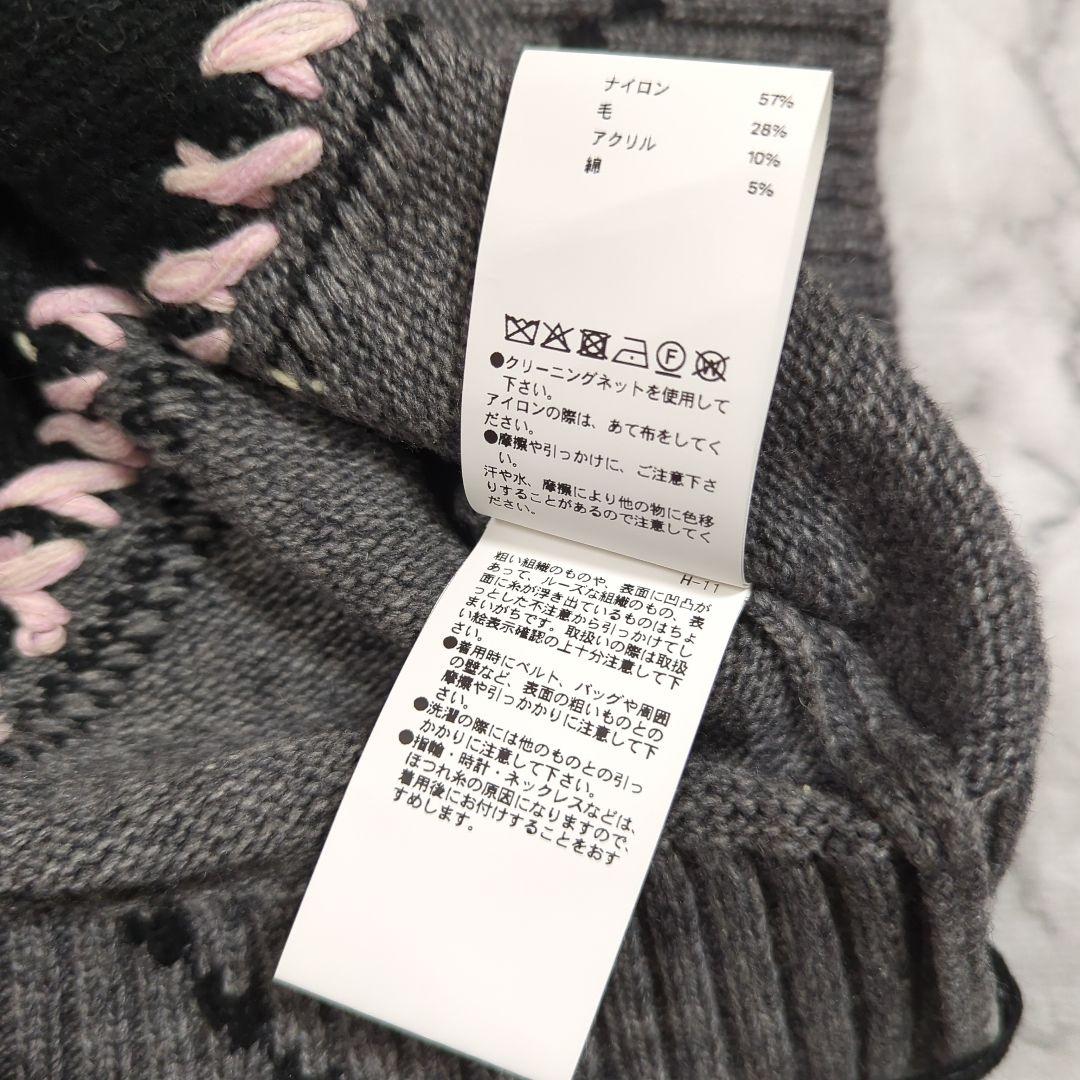 ナイロン 57%
毛 28%
アクリル 10%
綿 5%
F
W
●クリーニングネットを使用して
下さい。
アイロンの際は、あて布をしてく
ださい。
●摩擦や引っかけに、ご注意下さ
い。
汗や水、摩擦により他の物に色移
りすることがあるので注意してく
ださい。
H-11
粗い組織のものや、表面に凹凸が
あって、ルーズな組織のもの、表
面に糸が浮き出ているものはちょ
っとした不注意から引っかけてし
まいがちです。取扱いの際は取扱
い絵表示確認の上十分注意して下
さい。
●着用時にベルト、バッグや周囲
の壁など、表面の粗いものとの
摩擦や引っかかりに注意して下
さい。
●洗濯の際には他のものとの引っ
かかりに注意して下さい。
●指輪・時計・ネックレスなどは、
ほつれ糸の原因になりますので、
着用後にお付けすることをおす
すめします。